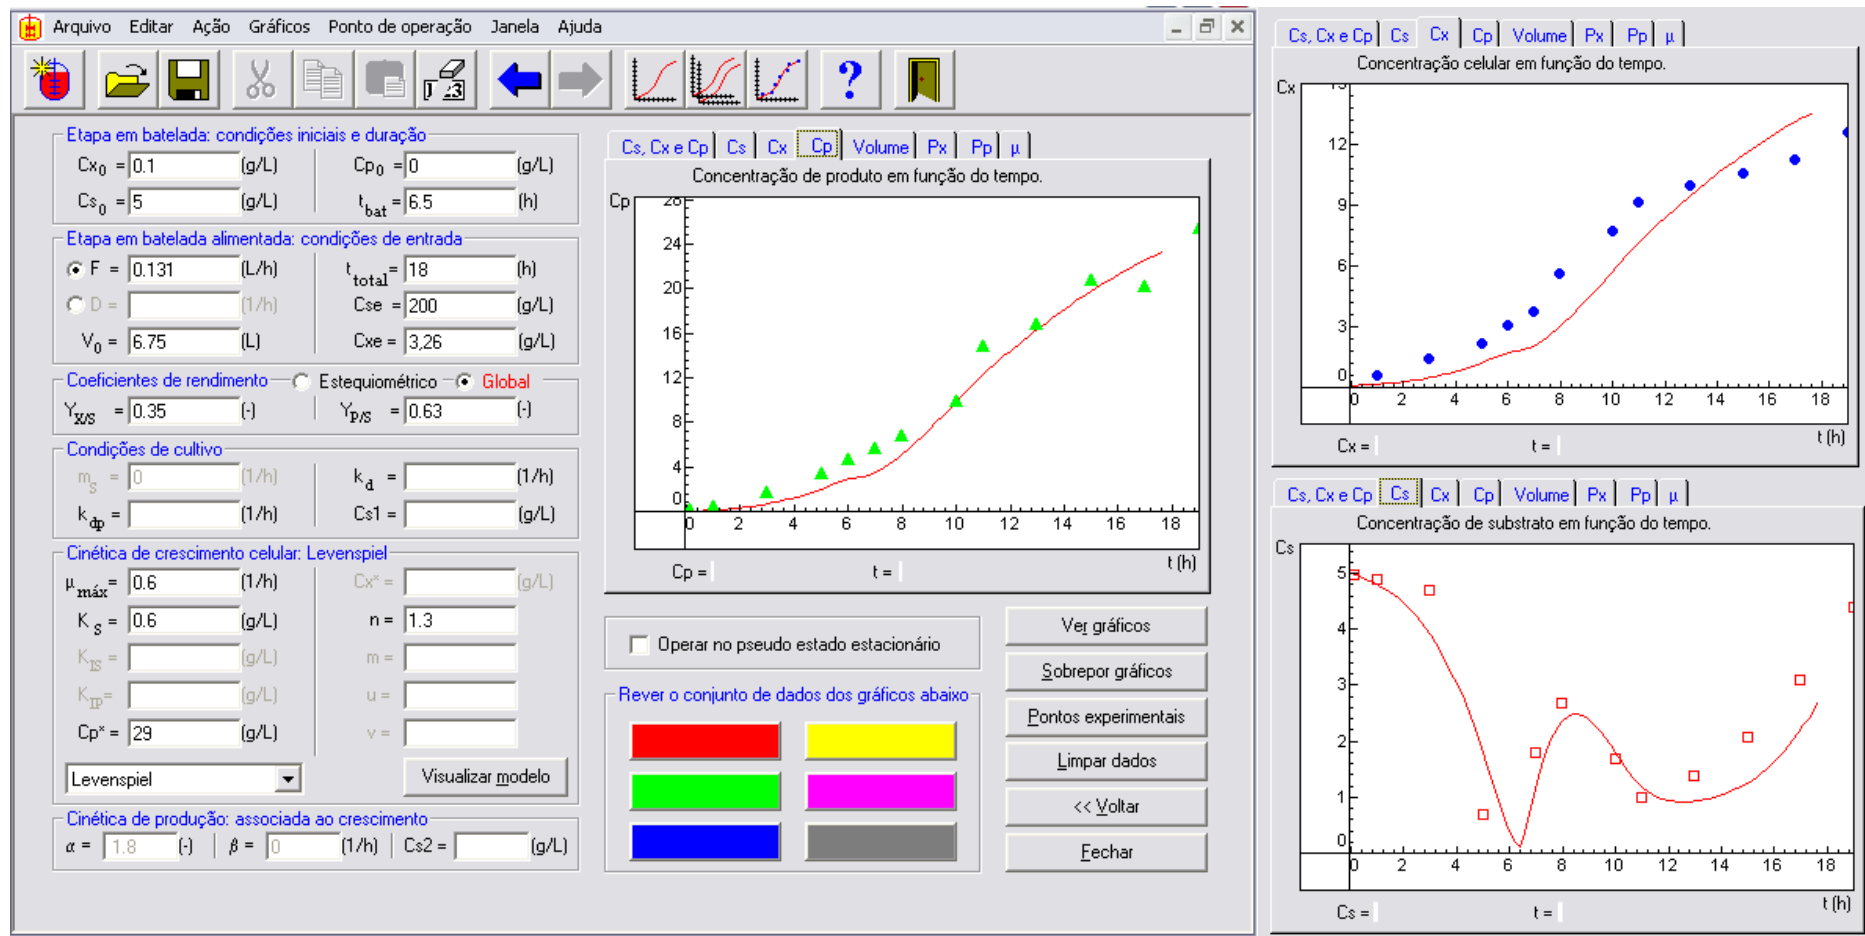 Arquivo Editar Ação Gráficos Ponto de operação Janela Ajuda
Etapa em batelada: condições iniciais e duração
Cx0 = 0.1 (g/L) Cp0 = 0 (g/L)
Cs0 = 5 (g/L) tbat = 6.5 (h)
Etapa em batelada alimentada: condições de entrada
F = 0.131 (L/h) ttotal = 18 (h)
D = (1/h) Cse = 200 (g/L)
V0 = 6.75 (L) Cxe = 3,26 (g/L)
Coeficientes de rendimento Estequiométrico Global
YX/S = 0.35 (-) YP/S = 0.63 (-)
Condições de cultivo
mS = 0 (1/h) kd = (1/h)
kdp = (1/h) Cs1 = (g/L)
Cinética de crescimento celular: Levenspiel
μmáx = 0.6 (1/h) Cx* = (g/L)
KS = 0.6 (g/L) n = 1.3
KIS = (g/L) m =
KIP = (g/L) u =
Cp* = 29 (g/L) v =
Levenspiel Visualizar modelo
Cinética de produção: associada ao crescimento
α = 1.8 (-) β = 0 (1/h) Cs2 = (g/L)
Cs, Cx e Cp Cs Cx Cp Volume Px Pp μ
Concentração de produto em função do tempo.
Cp
28
24
20
16
12
8
4
0
0 2 4 6 8 10 12 14 16 18
t (h)
Cp = t =
Operar no pseudo estado estacionário
Rever o conjunto de dados dos gráficos abaixo
Ver gráficos
Sobrepor gráficos
Pontos experimentais
Limpar dados
<< Voltar
Fechar
Cs, Cx e Cp Cs Cx Cp Volume Px Pp μ
Concentração celular em função do tempo.
Cx
15
12
9
6
3
0
0 2 4 6 8 10 12 14 16 18
t (h)
Cx = t =
Cs, Cx e Cp Cs Cx Cp Volume Px Pp μ
Concentração de substrato em função do tempo.
Cs
5
4
3
2
1
0
0 2 4 6 8 10 12 14 16 18
t (h)
Cs = t =